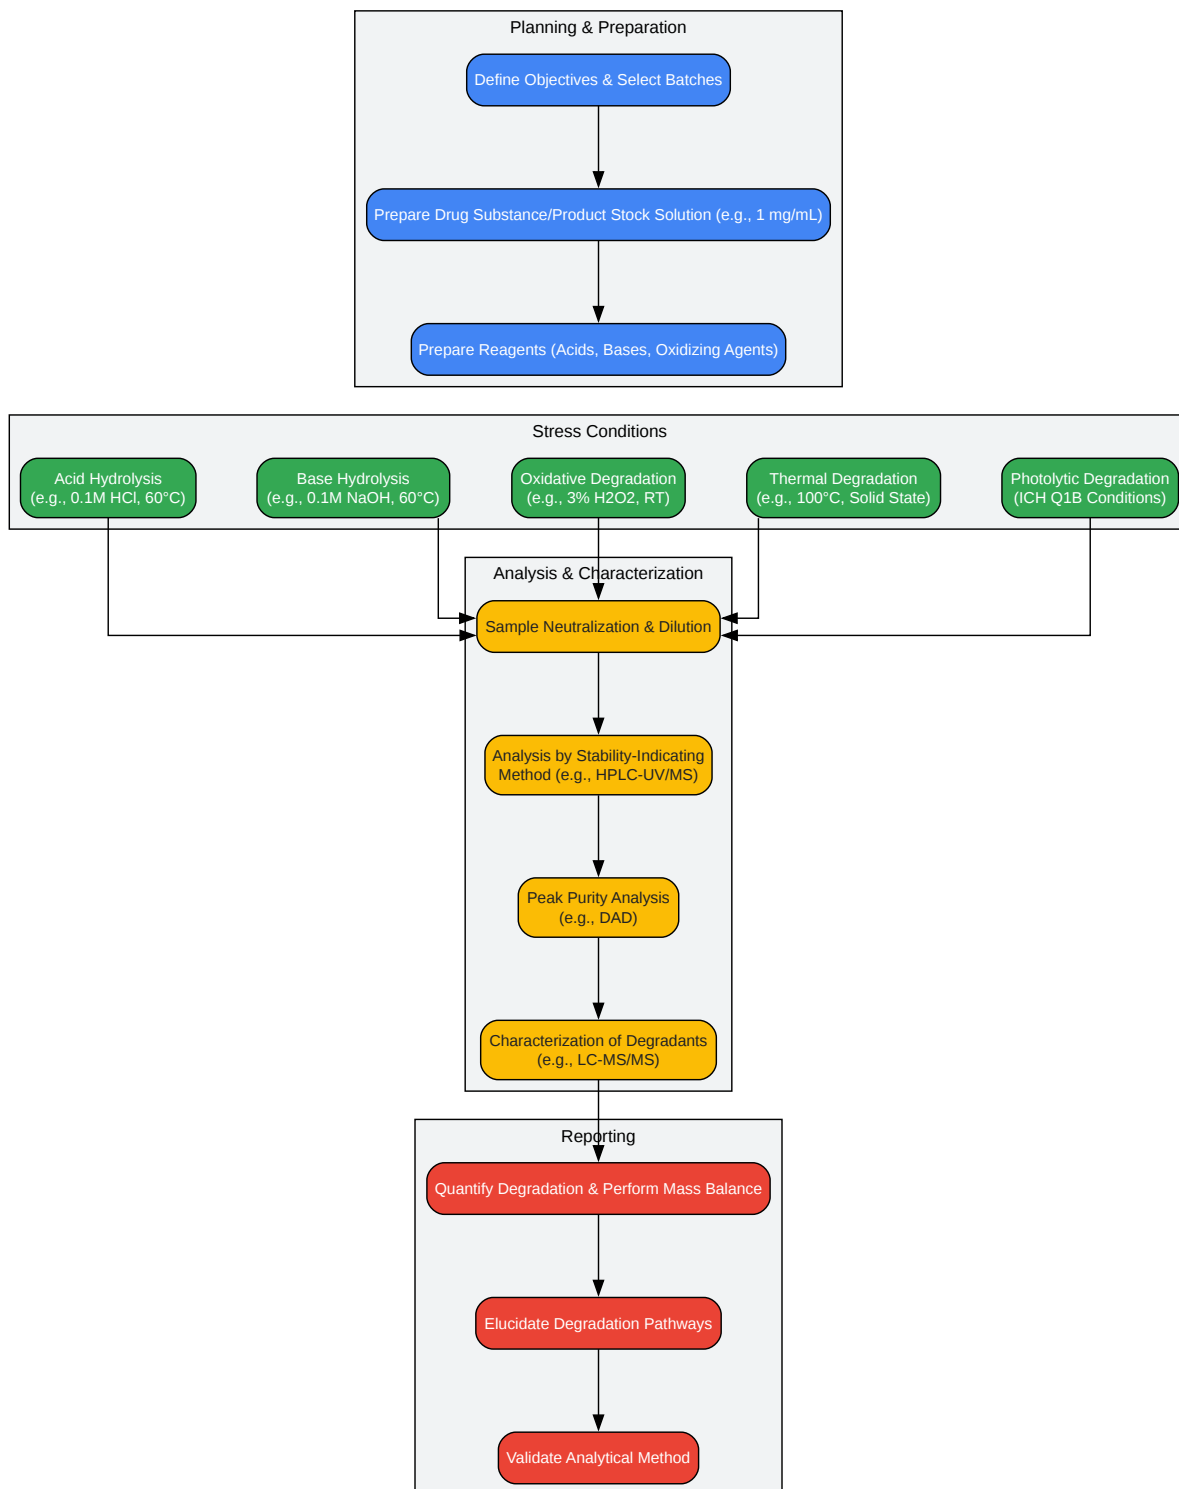 Planning & Preparation
Define Objectives & Select Batches
Prepare Drug Substance/Product Stock Solution (e.g., 1 mg/mL)
Prepare Reagents (Acids, Bases, Oxidizing Agents)
Stress Conditions
Acid Hydrolysis
(e.g., 0.1M HCl, 60°C)
Base Hydrolysis
(e.g., 0.1M NaOH, 60°C)
Oxidative Degradation
(e.g., 3% H2O2, RT)
Thermal Degradation
(e.g., 100°C, Solid State)
Photolytic Degradation
(ICH Q1B Conditions)
Analysis & Characterization
Sample Neutralization & Dilution
Analysis by Stability-Indicating
Method (e.g., HPLC-UV/MS)
Peak Purity Analysis
(e.g., DAD)
Characterization of Degradants
(e.g., LC-MS/MS)
Reporting
Quantify Degradation & Perform Mass Balance
Elucidate Degradation Pathways
Validate Analytical Method